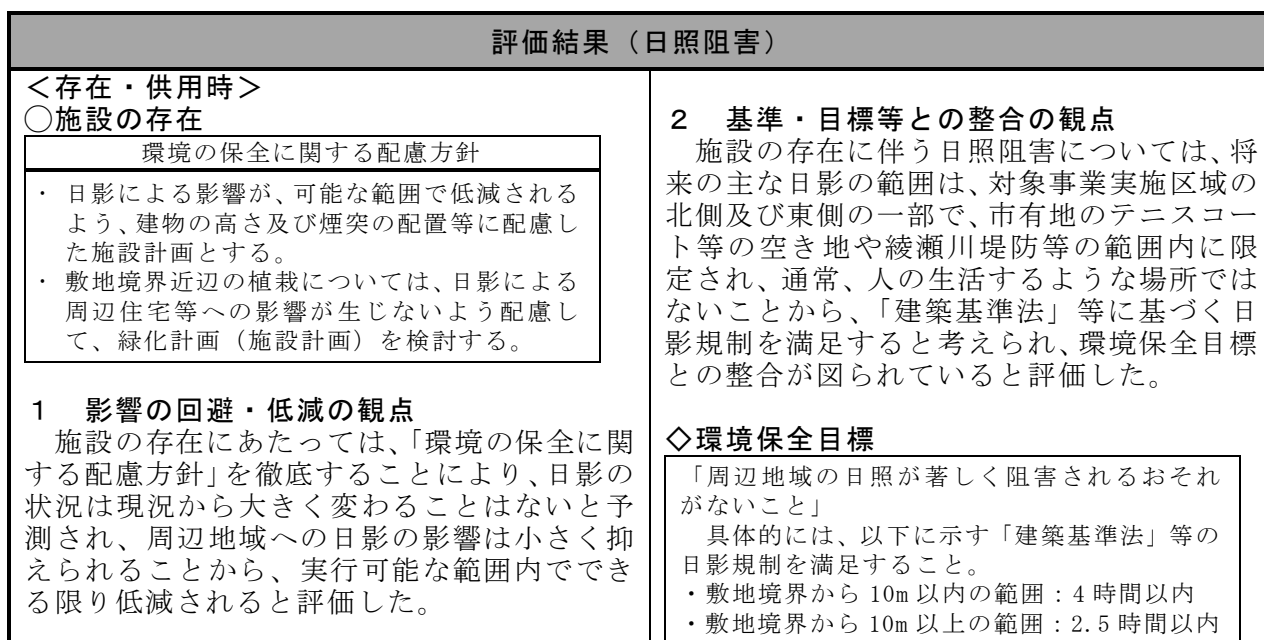 評価結果（日照阻害）
＜存在・供用時＞
○施設の存在
環境の保全に関する配慮方針
・ 日影による影響が、可能な範囲で低減される
よう、建物の高さ及び煙突の配置等に配慮し
た施設計画とする。
・ 敷地境界近辺の植栽については、日影による
周辺住宅等への影響が生じないよう配慮し
て、緑化計画（施設計画）を検討する。
１　影響の回避・低減の観点
施設の存在にあたっては、「環境の保全に関
する配慮方針」を徹底することにより、日影の
状況は現況から大きく変わることはないと予
測され、周辺地域への日影の影響は小さく抑
えられることから、実行可能な範囲内ででき
る限り低減されると評価した。
２　基準・目標等との整合の観点
施設の存在に伴う日照阻害については、将
来の主な日影の範囲は、対象事業実施区域の
北側及び東側の一部で、市有地のテニスコー
ト等の空き地や綾瀬川堤防等の範囲内に限
定され、通常、人の生活するような場所では
ないことから、「建築基準法」等に基づく日
影規制を満足すると考えられ、環境保全目標
との整合が図られていると評価した。
◇環境保全目標
「周辺地域の日照が著しく阻害されるおそれ
がないこと」
具体的には、以下に示す「建築基準法」等の
日影規制を満足すること。
・敷地境界から 10m 以内の範囲：4 時間以内
・敷地境界から 10m 以上の範囲：2.5 時間以内